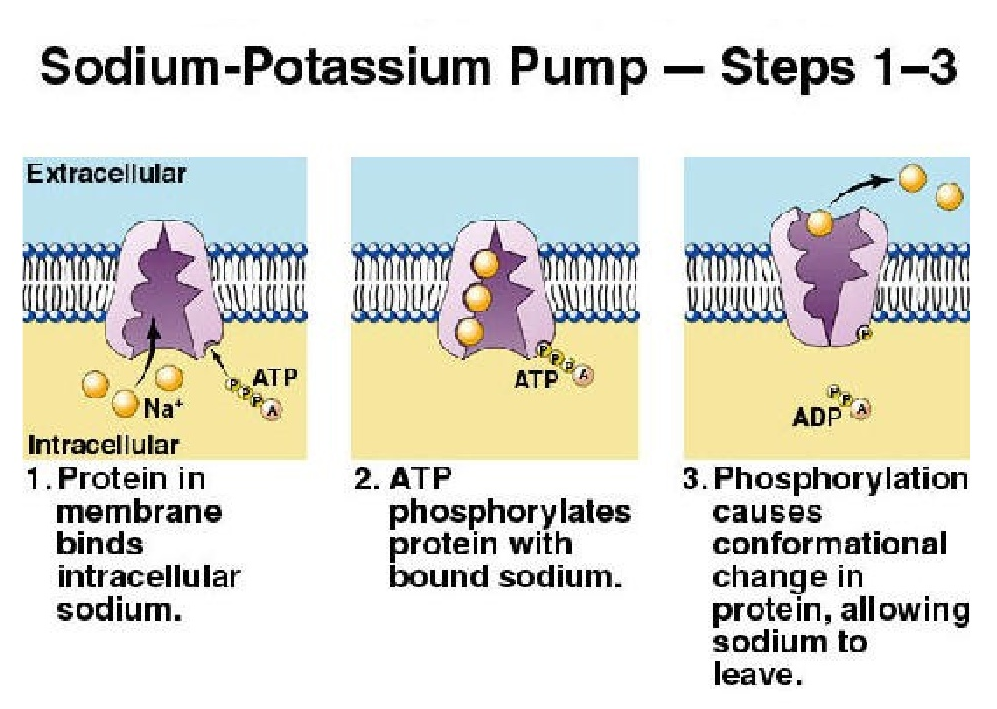 Sodium-Potassium Pump — Steps 1–3
Extracellular
Na+
P P P A
ATP
Intracellular
1. Protein in
membrane
binds
intracellular
sodium.
P P P A
ATP
2. ATP
phosphorylates
protein with
bound sodium.
P
P P A
ADP
3. Phosphorylation
causes
conformational
change in
protein, allowing
sodium to
leave.